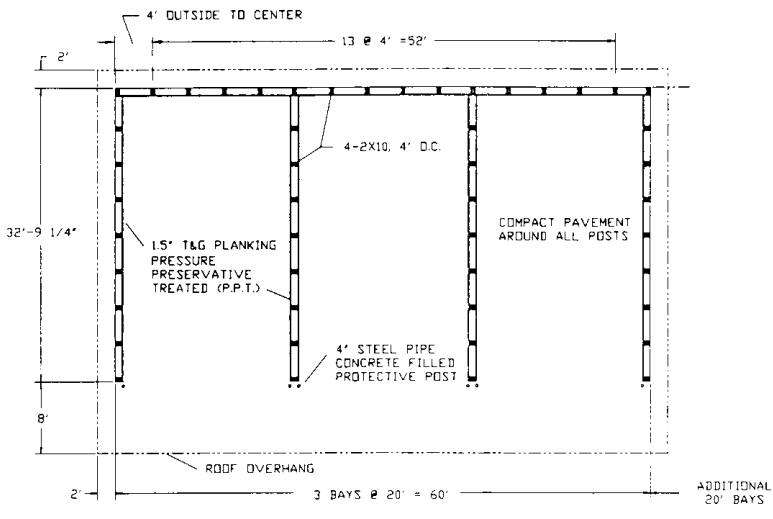 4' OUTSIDE TO CENTER
13 @ 4' =52'
2'
4-2X10, 4' O.C.
32'-9 1/4"
1.5" T&G PLANKING
PRESSURE
PRESERVATIVE
TREATED (P.P.T.)
COMPACT PAVEMENT
AROUND ALL POSTS
4" STEEL PIPE
CONCRETE FILLED
PROTECTIVE POST
8'
ROOF OVERHANG
2'
3 BAYS @ 20' = 60'
ADDITIONAL
20' BAYS